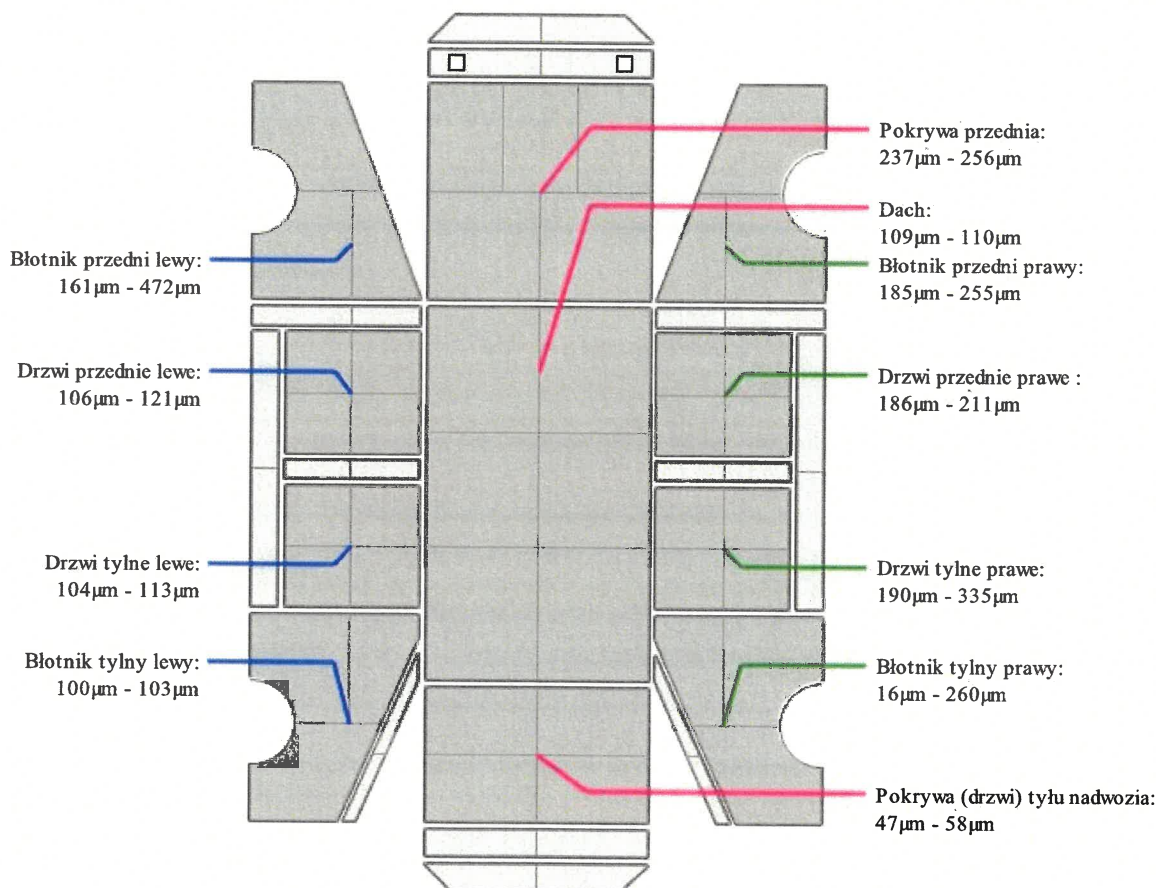 Pokrywa przednia:
237µm - 256µm
Dach:
109µm - 110µm
Błotnik przedni lewy:
161µm - 472µm
Błotnik przedni prawy:
185µm - 255µm
Drzwi przednie lewe:
106µm - 121µm
Drzwi przednie prawe :
186µm - 211µm
Drzwi tylne lewe:
104µm - 113µm
Drzwi tylne prawe:
190µm - 335µm
Błotnik tylny lewy:
100µm - 103µm
Błotnik tylny prawy:
16µm - 260µm
Pokrywa (drzwi) tyłu nadwozia:
47µm - 58µm